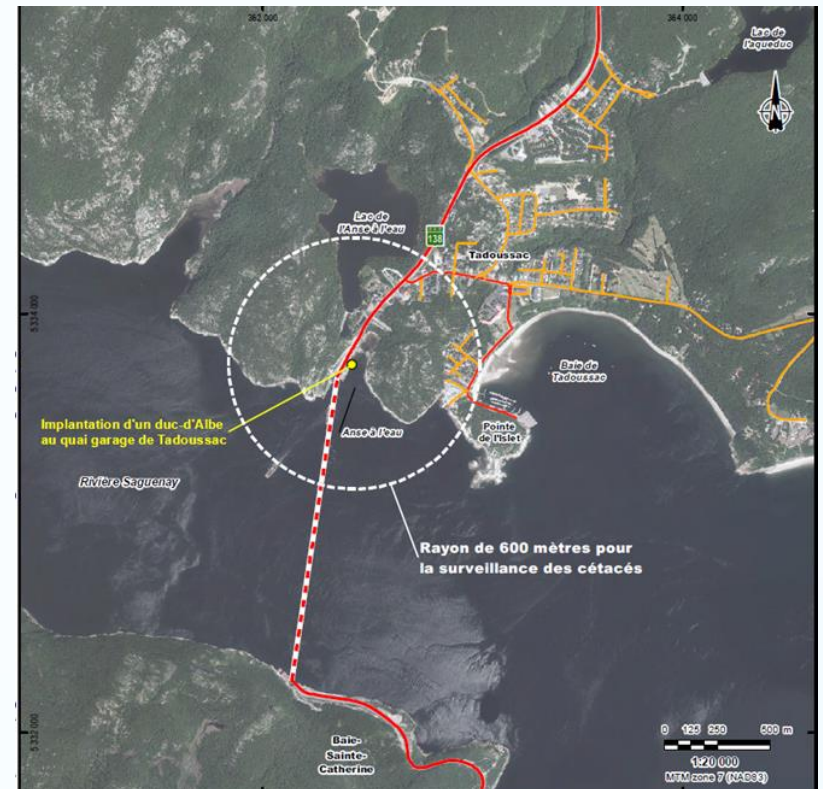 362 000
364 000
Lac de
l'aqueduc
Lac de
l'Anse à l'eau
138
Tadoussac
5 334 000
Baie de
Tadoussac
Implantation d'un duc-d'Albe
au quai garage de Tadoussac
Anse à l'eau
Pointe
de l'Islet
Rivière Saguenay
Rayon de 600 mètres pour
la surveillance des cétacés
5 332 000
Baie-
Sainte-
Catherine
0 125 250 500 m
1:20 000
MTM zone 7 (NAD83)